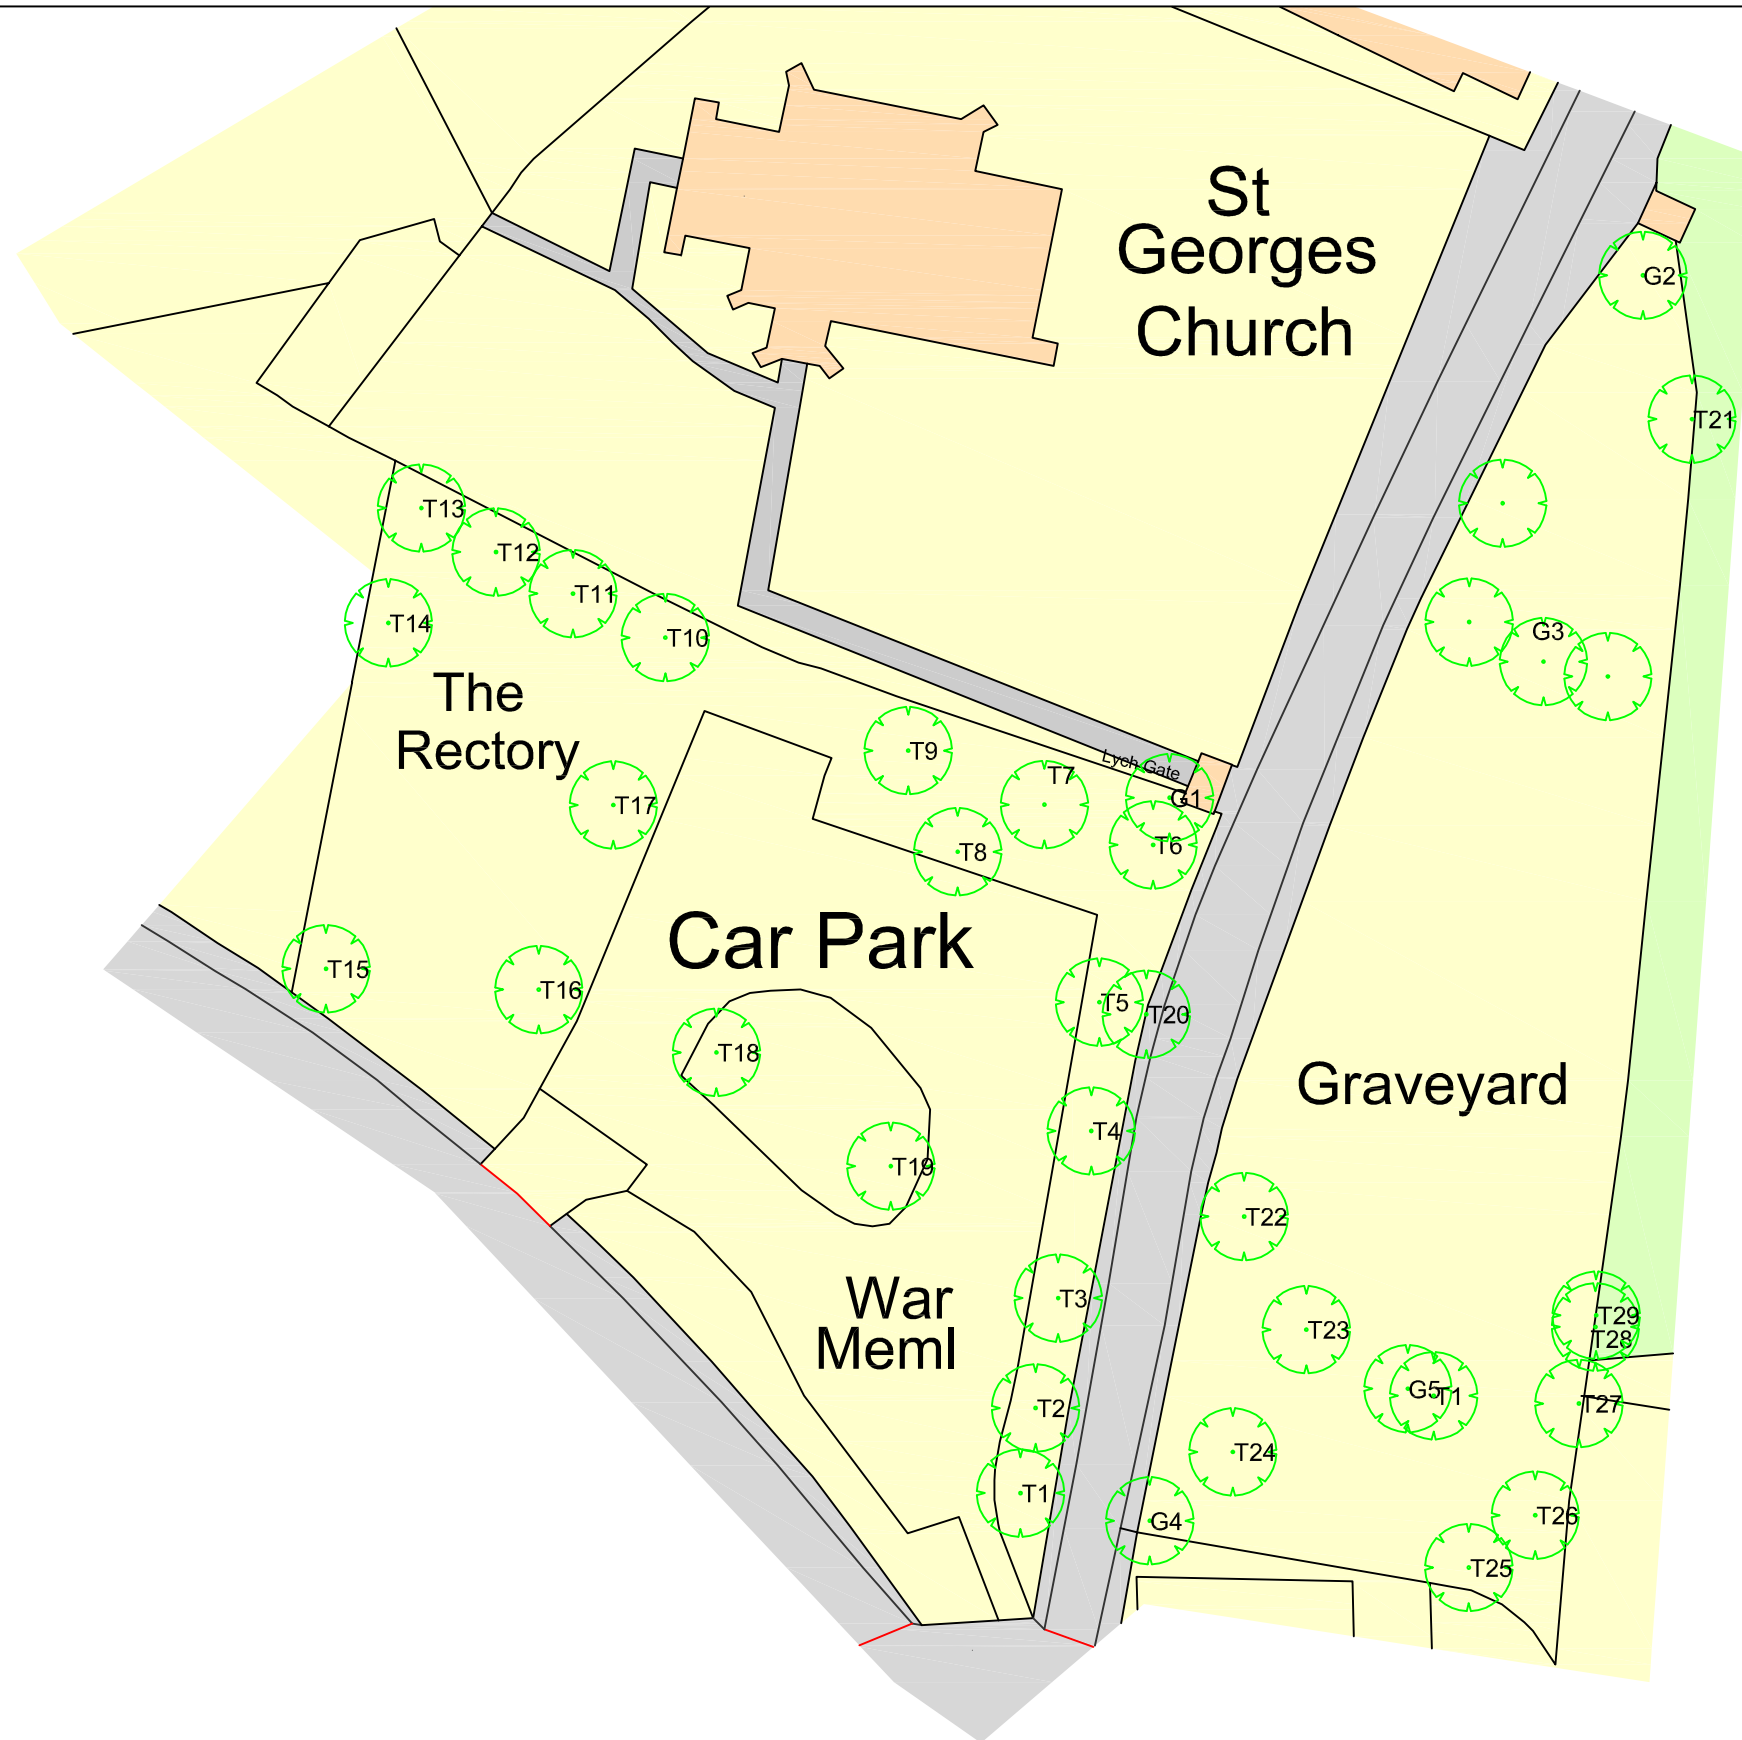 St
Georges
Church
G2
T21
T13
T12
T11
T10
T14
G3
The
Rectory
T9
T7
Lych Gate
G1
T17
T8
T6
Car Park
T15
T16
T5
T20
T18
T4
Graveyard
T19
T22
War
Meml
T3
T23
T29
T28
G5
T1
T27
T2
T24
T1
G4
T26
T25